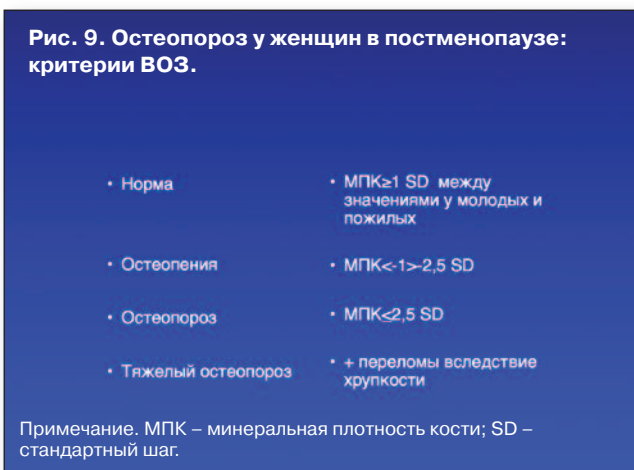 Рис. 9. Остеопороз у женщин в постменопаузе:
критерии ВОЗ.
• Норма
• МПК≥1 SD между
значениями у молодых и
пожилых
• Остеопения
• МПК<-1>-2,5 SD
• Остеопороз
• МПК≤2,5 SD
• Тяжелый остеопороз
• + переломы вследствие
хрупкости
Примечание. МПК – минеральная плотность кости; SD –
стандартный шаг.